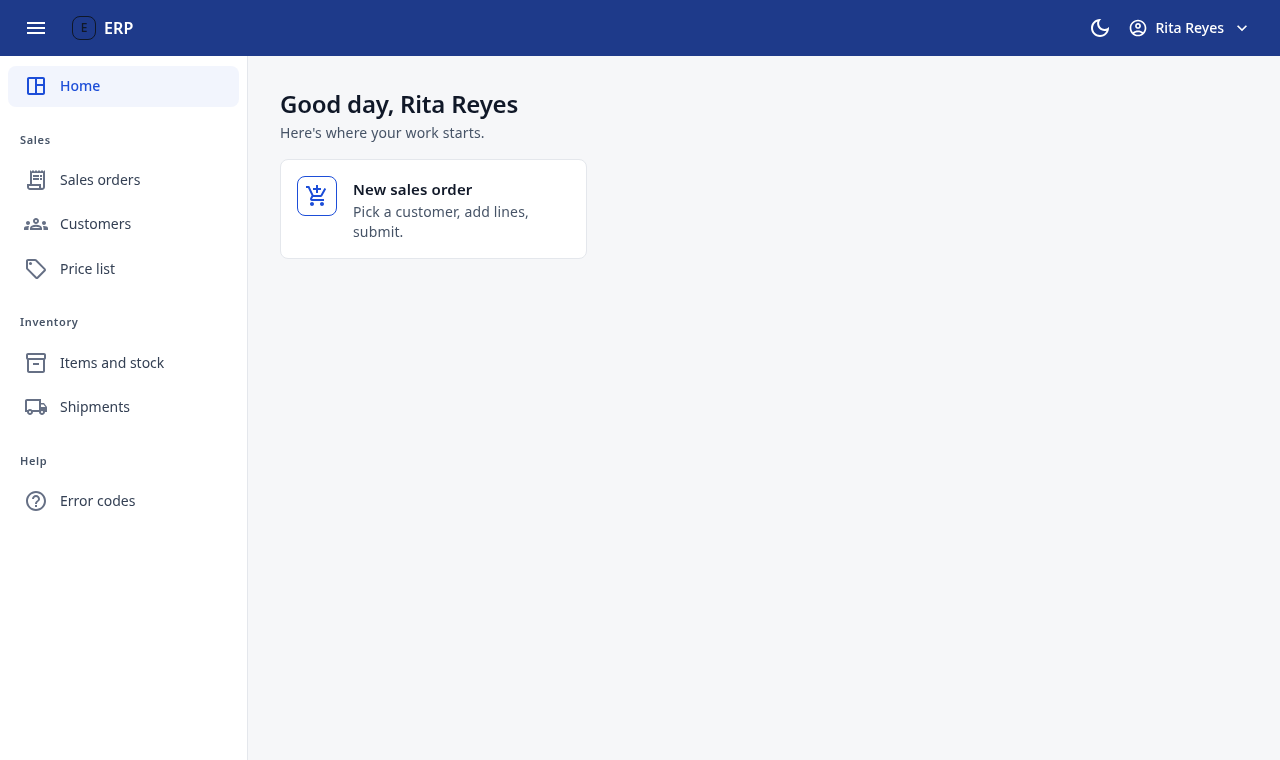 E ERP
Rita Reyes
Home
Sales
Sales orders
Customers
Price list
Inventory
Items and stock
Shipments
Help
Error codes
Good day, Rita Reyes
Here's where your work starts.
New sales order
Pick a customer, add lines,
submit.